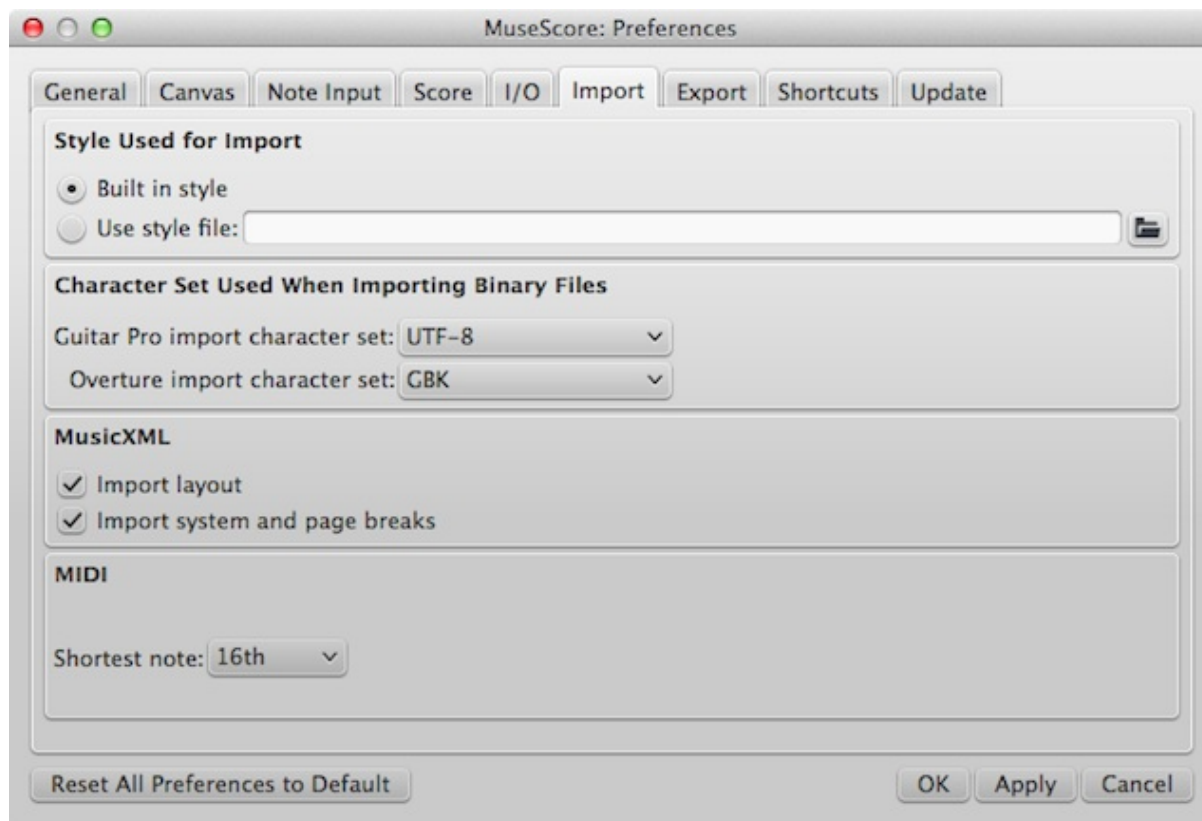 MuseScore: Preferences
General Canvas Note Input Score I/O Import Export Shortcuts Update
Style Used for Import
Built in style
Use style file:
Character Set Used When Importing Binary Files
Guitar Pro import character set: UTF-8
Overture import character set: GBK
MusicXML
Import layout
Import system and page breaks
MIDI
Shortest note: 16th
Reset All Preferences to Default OK Apply Cancel